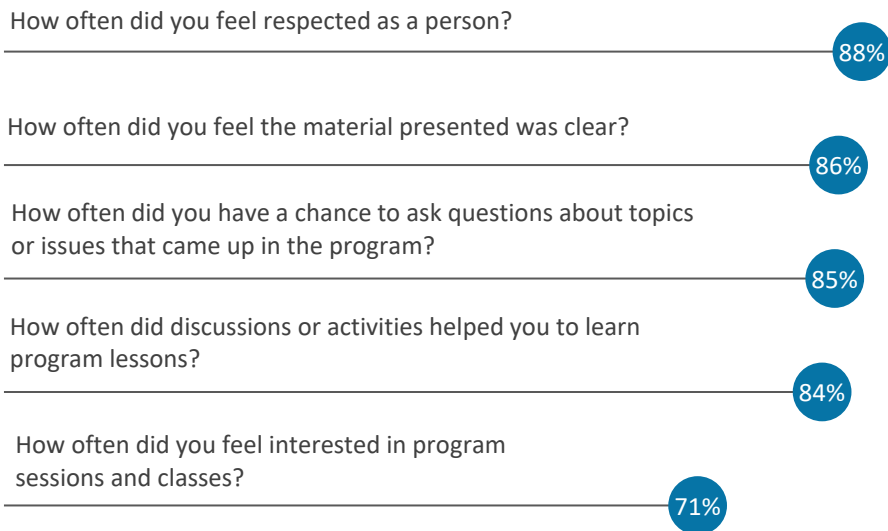 How often did you feel respected as a person?
88%
How often did you feel the material presented was clear?
86%
How often did you have a chance to ask questions about topics
or issues that came up in the program?
85%
How often did discussions or activities helped you to learn
program lessons?
84%
How often did you feel interested in program
sessions and classes?
71%